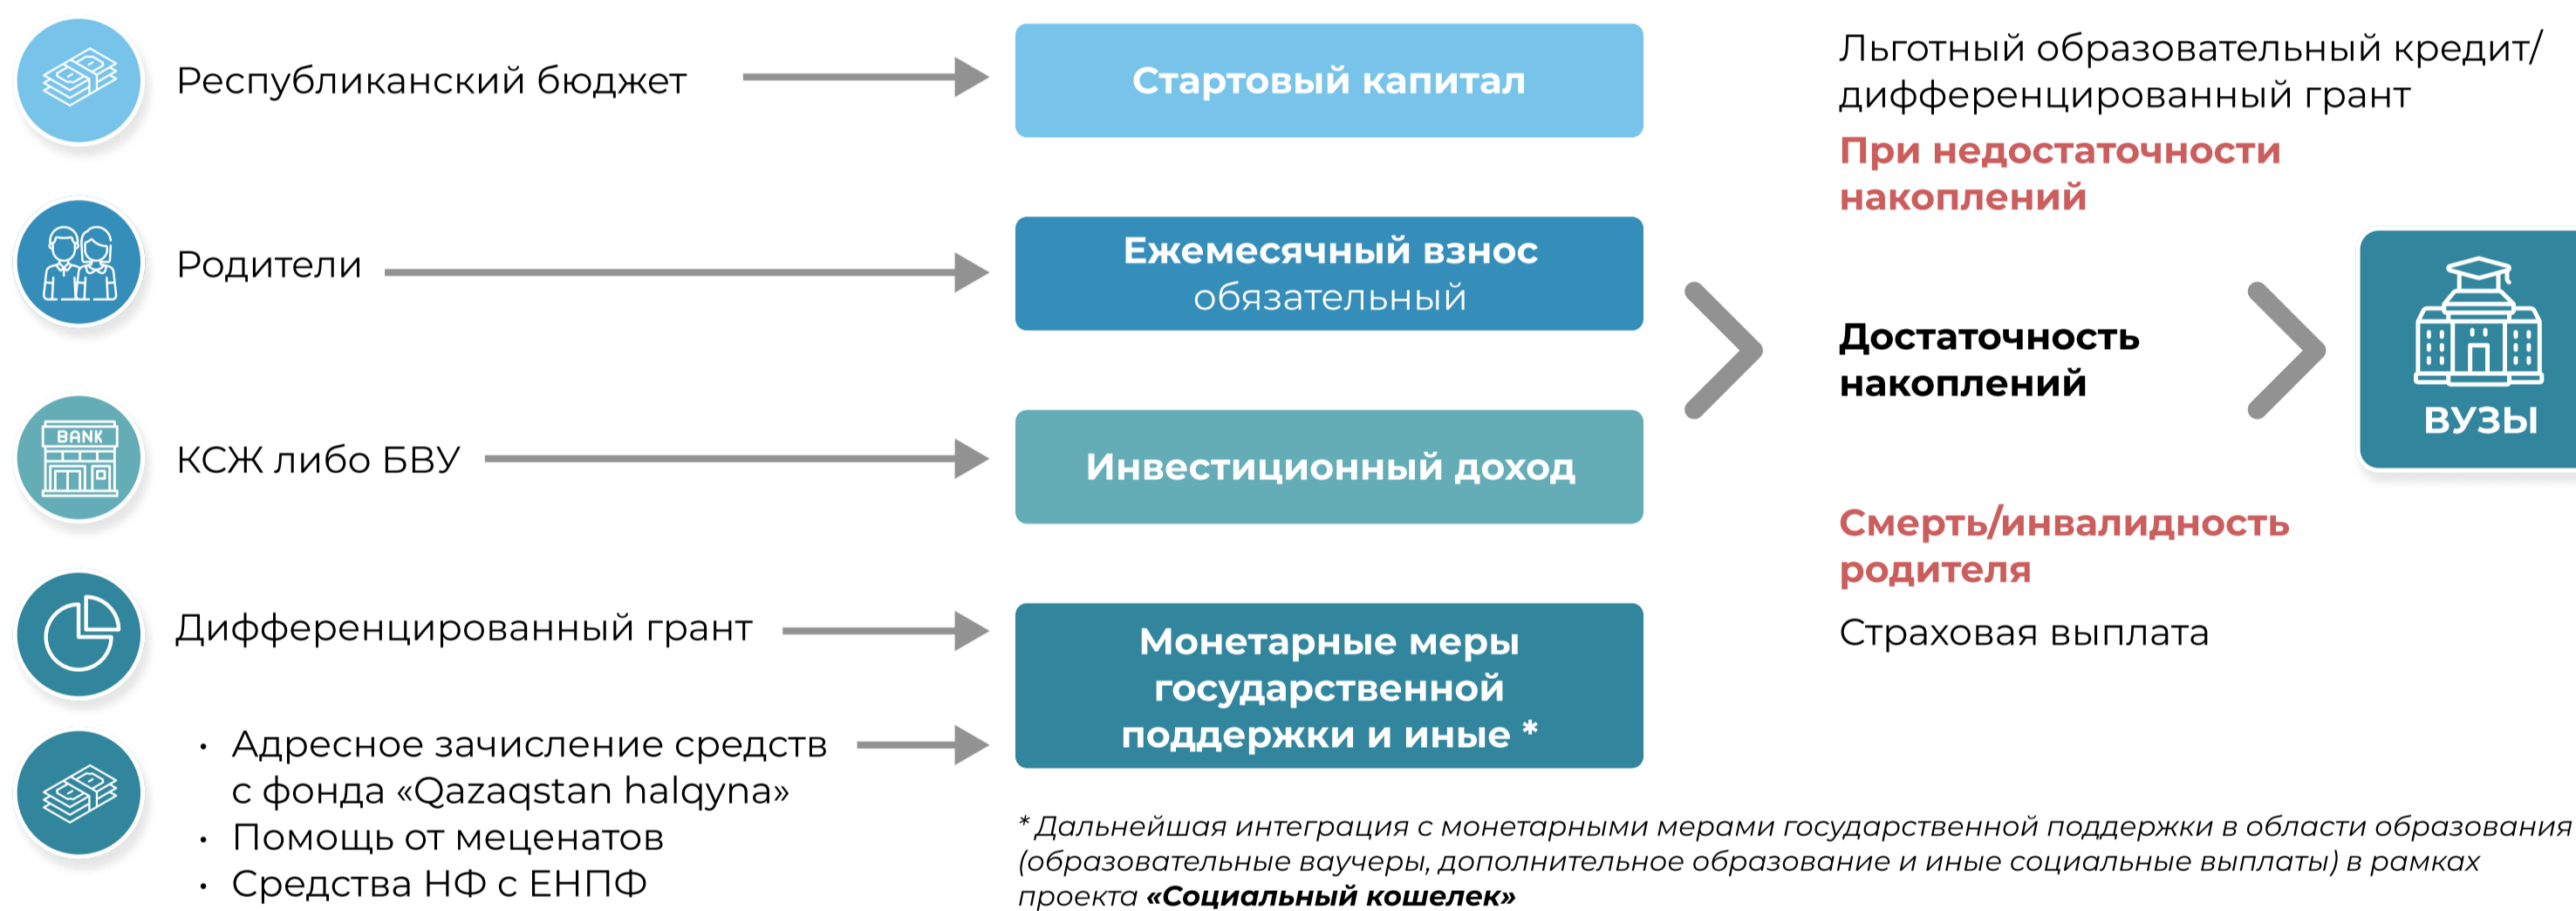 Республиканский бюджет
Стартовый капитал
Родители
Ежемесячный взнос
обязательный
BANK
КСЖ либо БВУ
Инвестиционный доход
Дифференцированный грант
• Адресное зачисление средств
с фонда «Qazaqstan halqyna»
• Помощь от меценатов
• Средства НФ с ЕНПФ
Монетарные меры
государственной
поддержки и иные *
Льготный образовательный кредит/
дифференцированный грант
При недостаточности
накоплений
Достаточность
накоплений
Смерть/инвалидность
родителя
Страховая выплата
ВУЗЫ
* Дальнейшая интеграция с монетарными мерами государственной поддержки в области образования
(образовательные ваучеры, дополнительное образование и иные социальные выплаты) в рамках
проекта «Социальный кошелек»